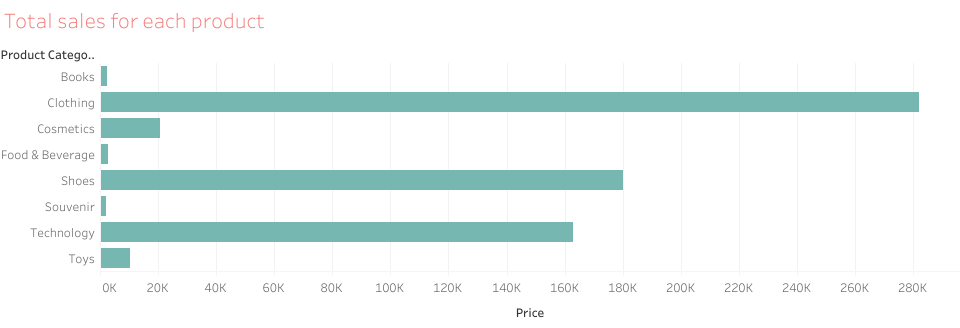 Total sales for each product
Product Catego..
Books
Clothing
Cosmetics
Food & Beverage
Shoes
Souvenir
Technology
Toys
0K 20K 40K 60K 80K 100K 120K 140K 160K 180K 200K 220K 240K 260K 280K
Price